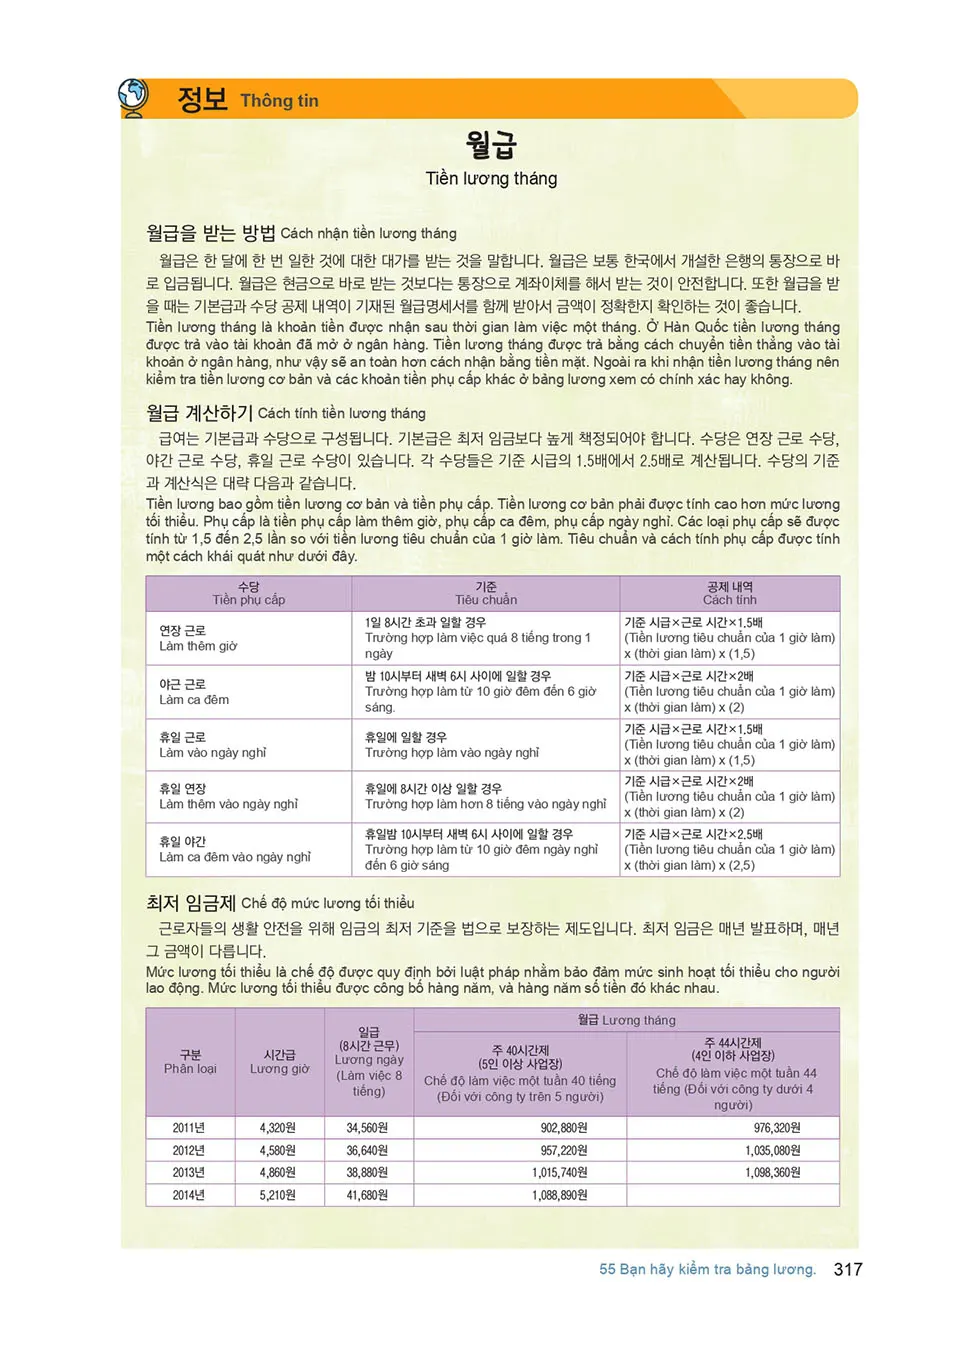 정보 Thông tin
월급
Tiền lương tháng
월급을 받는 방법 Cách nhận tiền lương tháng
월급은 한 달에 한 번 일한 것에 대한 대가를 받는 것을 말합니다. 월급은 보통 한국에서 개설한 은행의 통장으로 바
로 입금됩니다. 월급은 현금으로 바로 받는 것보다는 통장으로 계좌이체를 해서 받는 것이 안전합니다. 또한 월급을 받
을 때는 기본급과 수당 공제 내역이 기재된 월급명세서를 함께 받아서 금액이 정확한지 확인하는 것이 좋습니다.
Tiền lương tháng là khoản tiền được nhận sau thời gian làm việc một tháng. Ở Hàn Quốc tiền lương tháng
được trả vào tài khoản đã mở ở ngân hàng. Tiền lương tháng được trả bằng cách chuyển tiền thẳng vào tài
khoản ở ngân hàng, như vậy sẽ an toàn hơn cách nhận bằng tiền mặt. Ngoài ra khi nhận tiền lương tháng nên
kiểm tra tiền lương cơ bản và các khoản tiền phụ cấp khác ở bảng lương xem có chính xác hay không.
월급 계산하기 Cách tính tiền lương tháng
급여는 기본급과 수당으로 구성됩니다. 기본급은 최저 임금보다 높게 책정되어야 합니다. 수당은 연장 근로 수당,
야간 근로 수당, 휴일 근로 수당이 있습니다. 각 수당들은 기준 시급의 1.5배에서 2.5배로 계산됩니다. 수당의 기준
과 계산식은 대략 다음과 같습니다.
Tiền lương bao gồm tiền lương cơ bản và tiền phụ cấp. Tiền lương cơ bản phải được tính cao hơn mức lương
tối thiểu. Phụ cấp là tiền phụ cấp làm thêm giờ, phụ cấp ca đêm, phụ cấp ngày nghỉ. Các loại phụ cấp sẽ được
tính từ 1,5 đến 2,5 lần so với tiền lương tiêu chuẩn của 1 giờ làm. Tiêu chuẩn và cách tính phụ cấp được tính
một cách khái quát như dưới đây.
수당 기준 공제 내역
Tiền phụ cấp Tiêu chuẩn Cách tính
연장 근로
Làm thêm giờ
1일 8시간 초과 일할 경우
Trường hợp làm việc quá 8 tiếng trong 1
ngày
기준 시급×근로 시간×1.5배
(Tiền lương tiêu chuẩn của 1 giờ làm)
x (thời gian làm) x (1,5)
야근 근로
Làm ca đêm
밤 10시부터 새벽 6시 사이에 일할 경우
Trường hợp làm từ 10 giờ đêm đến 6 giờ
sáng.
기준 시급×근로 시간×2배
(Tiền lương tiêu chuẩn của 1 giờ làm)
x (thời gian làm) x (2)
휴일 근로
Làm vào ngày nghỉ
휴일에 일할 경우
Trường hợp làm vào ngày nghỉ
기준 시급×근로 시간×1.5배
(Tiền lương tiêu chuẩn của 1 giờ làm)
x (thời gian làm) x (1,5)
휴일 연장
Làm thêm vào ngày nghỉ
휴일에 8시간 이상 일할 경우
Trường hợp làm hơn 8 tiếng vào ngày nghỉ
기준 시급×근로 시간×2배
(Tiền lương tiêu chuẩn của 1 giờ làm)
x (thời gian làm) x (2)
휴일 야간
Làm ca đêm vào ngày nghỉ
휴일밤 10시부터 새벽 6시 사이에 일할 경우
Trường hợp làm từ 10 giờ đêm ngày nghỉ
đến 6 giờ sáng
기준 시급×근로 시간×2.5배
(Tiền lương tiêu chuẩn của 1 giờ làm)
x (thời gian làm) x (2,5)
최저 임금제 Chế độ mức lương tối thiểu
근로자들의 생활 안전을 위해 임금의 최저 기준을 법으로 보장하는 제도입니다. 최저 임금은 매년 발표하며, 매년
그 금액이 다릅니다.
Mức lương tối thiểu là chế độ được quy định bởi luật pháp nhằm bảo đảm mức sinh hoạt tối thiểu cho người
lao động. Mức lương tối thiểu được công bố hàng năm, và hàng năm số tiền đó khác nhau.
구분
Phân loại
시간급
Lương giờ
일급
(8시간 근무)
Lương ngày
(Làm việc 8
tiếng)
월급 Lương tháng
주 40시간제
(5인 이상 사업장)
Chế độ làm việc một tuần 40 tiếng
(Đối với công ty trên 5 người)
주 44시간제
(4인 이하 사업장)
Chế độ làm việc một tuần 44
tiếng (Đối với công ty dưới 4
người)
2011년 4,320원 34,560원 902,880원 976,320원
2012년 4,580원 36,640원 957,220원 1,035,080원
2013년 4,860원 38,880원 1,015,740원 1,098,360원
2014년 5,210원 41,680원 1,088,890원
55 Bạn hãy kiểm tra bảng lương. 317